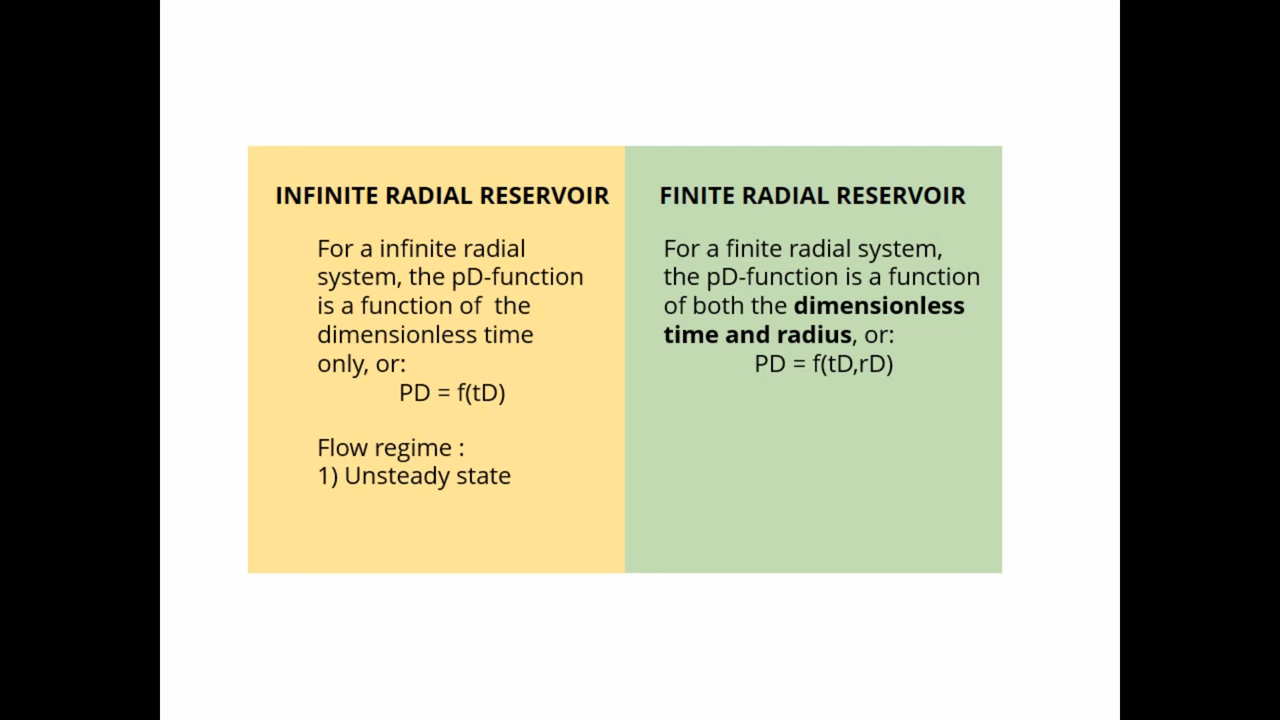 INFINITE RADIAL RESERVOIR
For a infinite radial
system, the pD-function
is a function of  the
dimensionless time
only, or:
PD = f(tD)
Flow regime :
1) Unsteady state
FINITE RADIAL RESERVOIR
For a finite radial system,
the pD-function is a function
of both the dimensionless
time and radius, or:
PD = f(tD,rD)